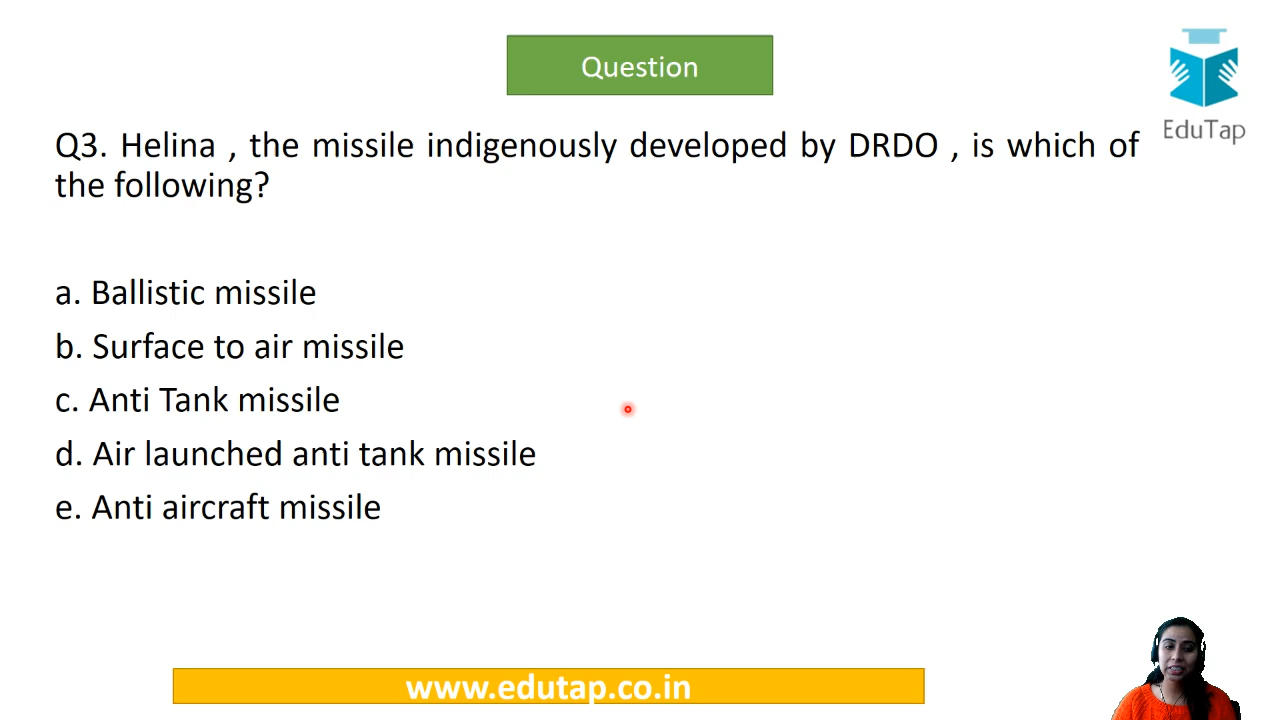 Question
EduTap
Q3. Helina , the missile indigenously developed by DRDO , is which of
the following?
a. Ballistic missile
b. Surface to air missile
c. Anti Tank missile
d. Air launched anti tank missile
e. Anti aircraft missile
www.edutap.co.in